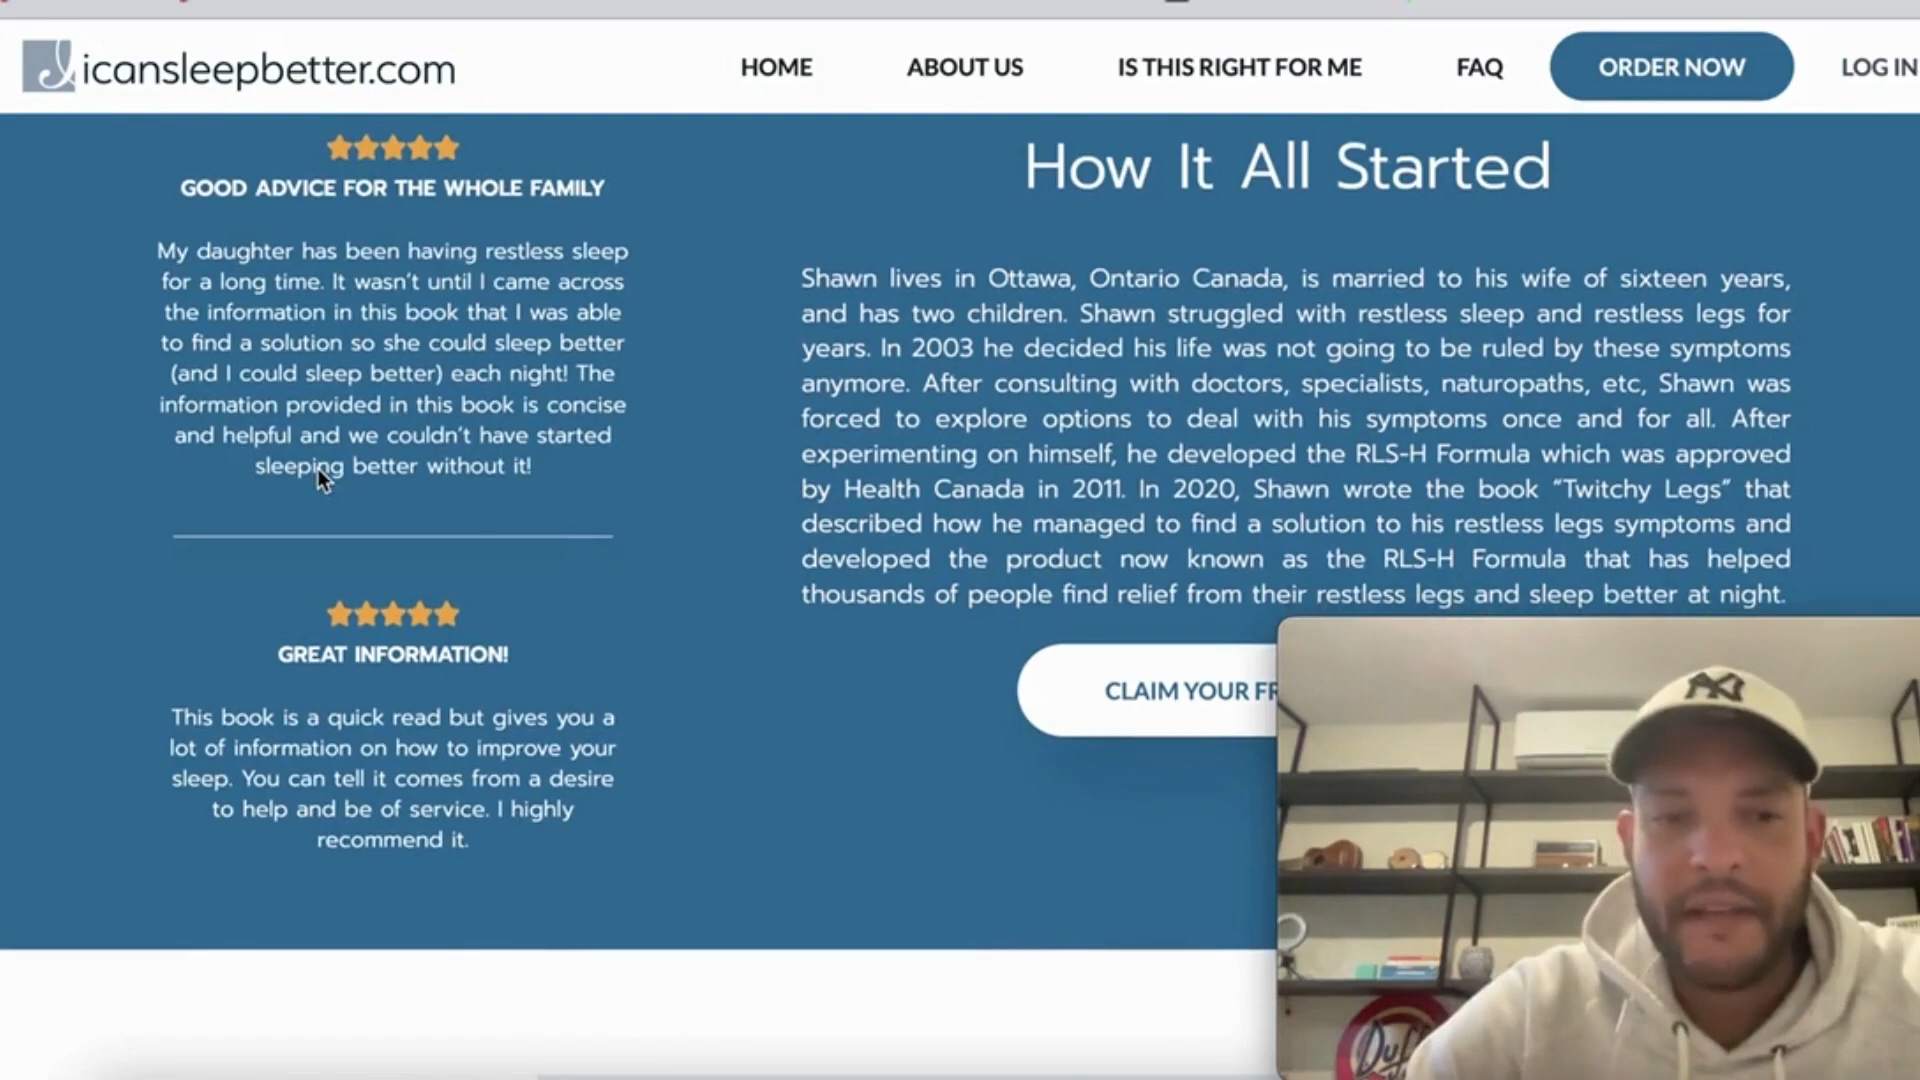 icansleepbetter.com
HOME
ABOUT US
IS THIS RIGHT FOR ME
FAQ
ORDER NOW
LOG IN
GOOD ADVICE FOR THE WHOLE FAMILY
My daughter has been having restless sleep
for a long time. It wasn't until I came across
the information in this book that I was able
to find a solution so she could sleep better
(and I could sleep better) each night! The
information provided in this book is concise
and helpful and we couldn't have started
sleeping better without it!
GREAT INFORMATION!
This book is a quick read but gives you a
lot of information on how to improve your
sleep. You can tell it comes from a desire
to help and be of service. I highly
recommend it.
How It All Started
Shawn lives in Ottawa, Ontario Canada, is married to his wife of sixteen years,
and has two children. Shawn struggled with restless sleep and restless legs for
years. In 2003 he decided his life was not going to be ruled by these symptoms
anymore. After consulting with doctors, specialists, naturopaths, etc, Shawn was
forced to explore options to deal with his symptoms once and for all. After
experimenting on himself, he developed the RLS-H Formula which was approved
by Health Canada in 2011. In 2020, Shawn wrote the book “Twitchy Legs” that
described how he managed to find a solution to his restless legs symptoms and
developed the product now known as the RLS-H Formula that has helped
thousands of people find relief from their restless legs and sleep better at night.
CLAIM YOUR